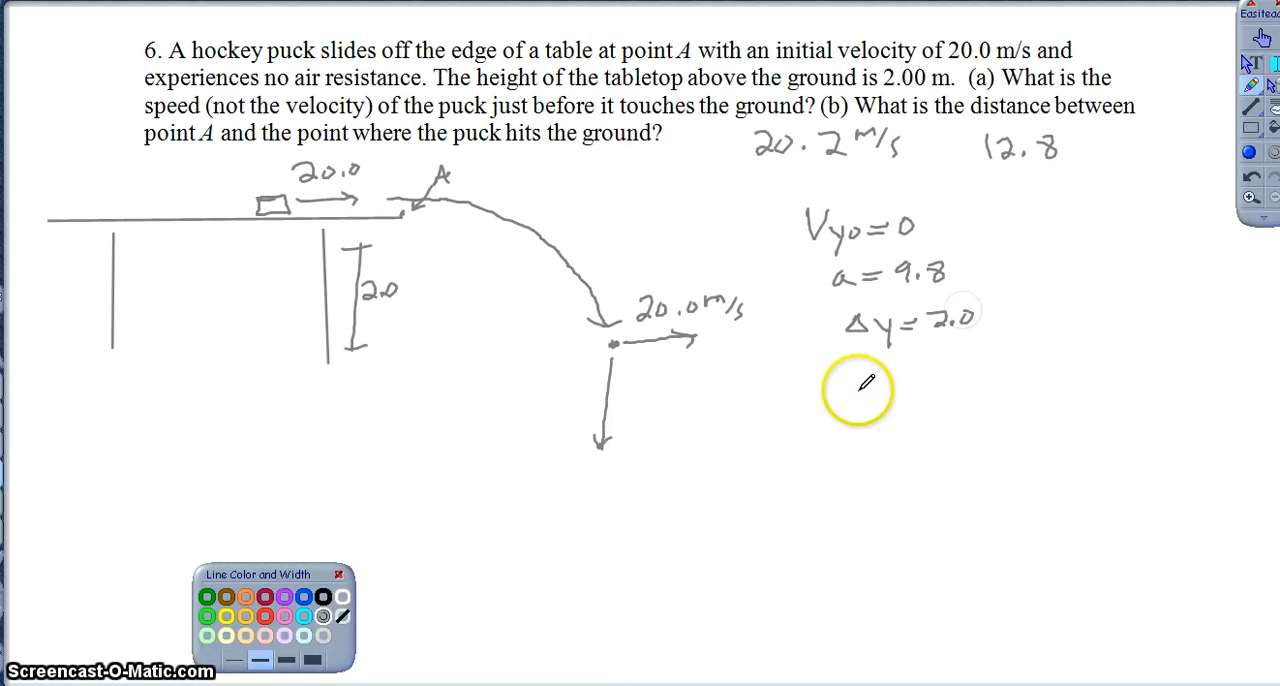 Easiteac
6. A hockey puck slides off the edge of a table at point A with an initial velocity of 20.0 m/s and
experiences no air resistance. The height of the tabletop above the ground is 2.00 m. (a) What is the
speed (not the velocity) of the puck just before it touches the ground? (b) What is the distance between
point A and the point where the puck hits the ground?
20.2 m/s 12.8
20.0 A
Vyo = 0
a = 9.8
2.0
20.0 m/s
Δy = 2.0
Line Color and Width
Screencast-O-Matic.com